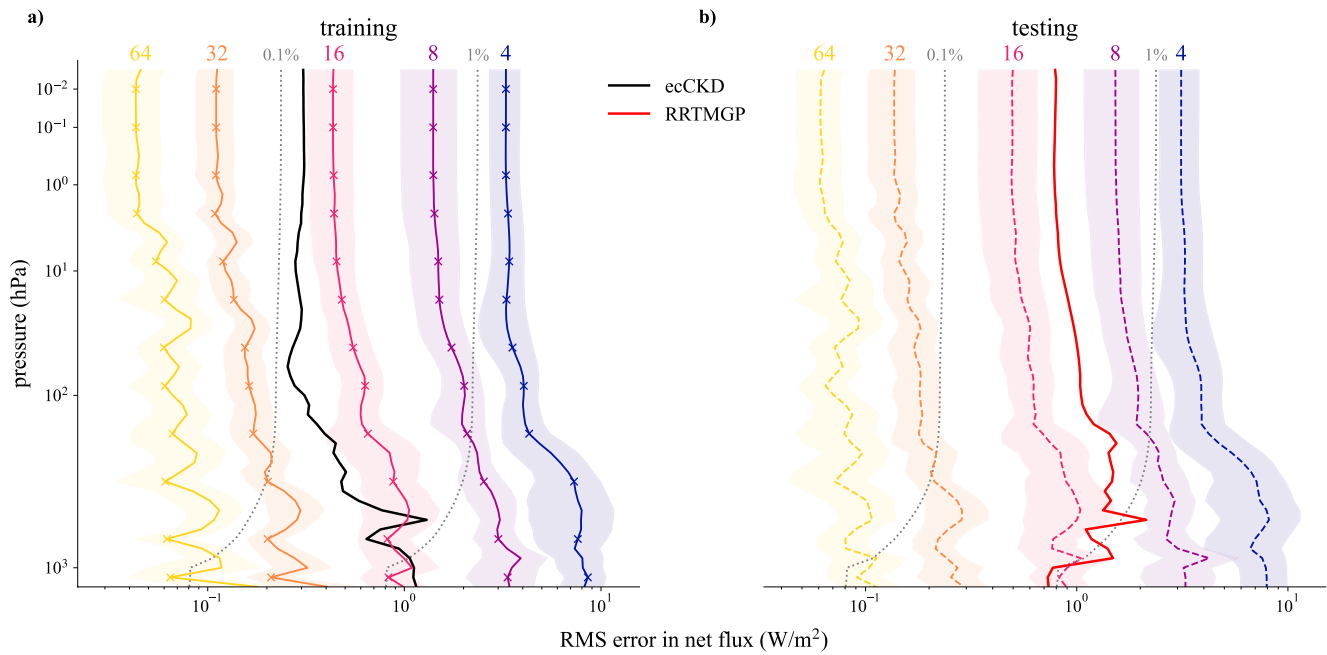 a)
training
64 32 0.1% 16 8 1% 4
b)
testing
64 32 0.1% 16 8 1% 4
ecCKD
RRTMGP
pressure (hPa)
10⁻²
10⁻¹
10⁰
10¹
10²
10³
10⁻¹ 10⁰ 10¹
10⁻¹ 10⁰ 10¹
RMS error in net flux (W/m²)